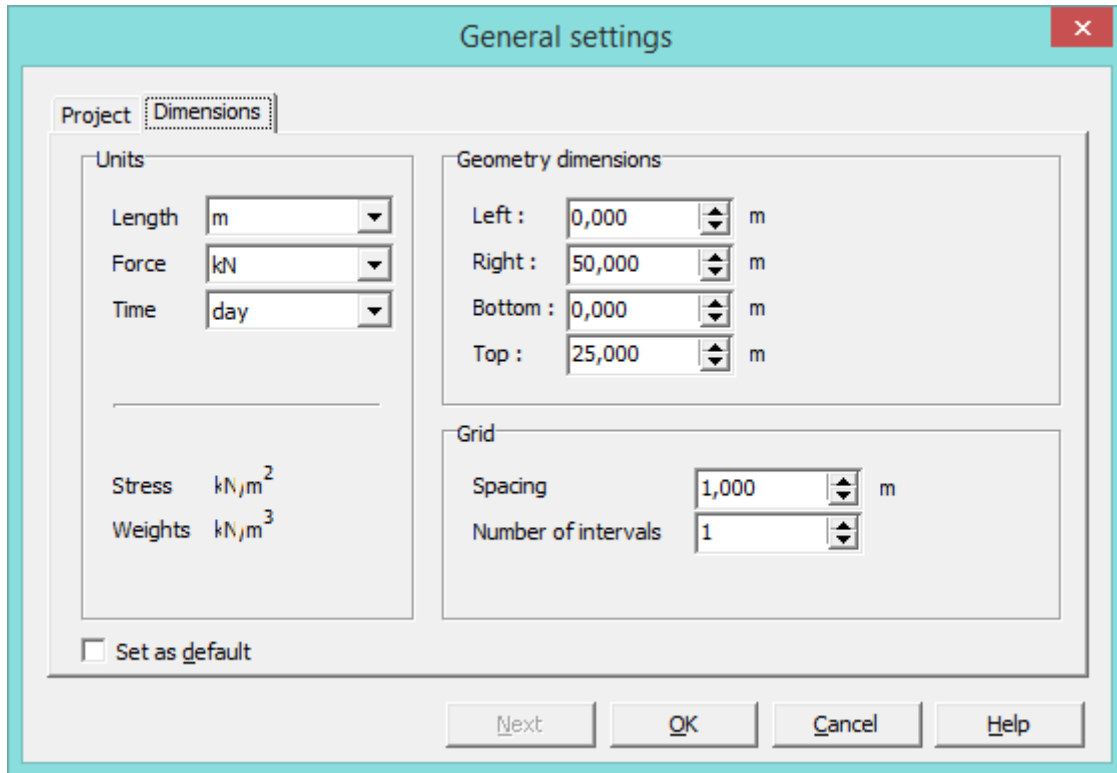 General settings
Project Dimensions
Units
Length m
Force kN
Time day
Stress kN/m²
Weights kN/m³
Geometry dimensions
Left : 0,000 m
Right : 50,000 m
Bottom : 0,000 m
Top : 25,000 m
Grid
Spacing 1,000 m
Number of intervals 1
Set as default
Next OK Cancel Help